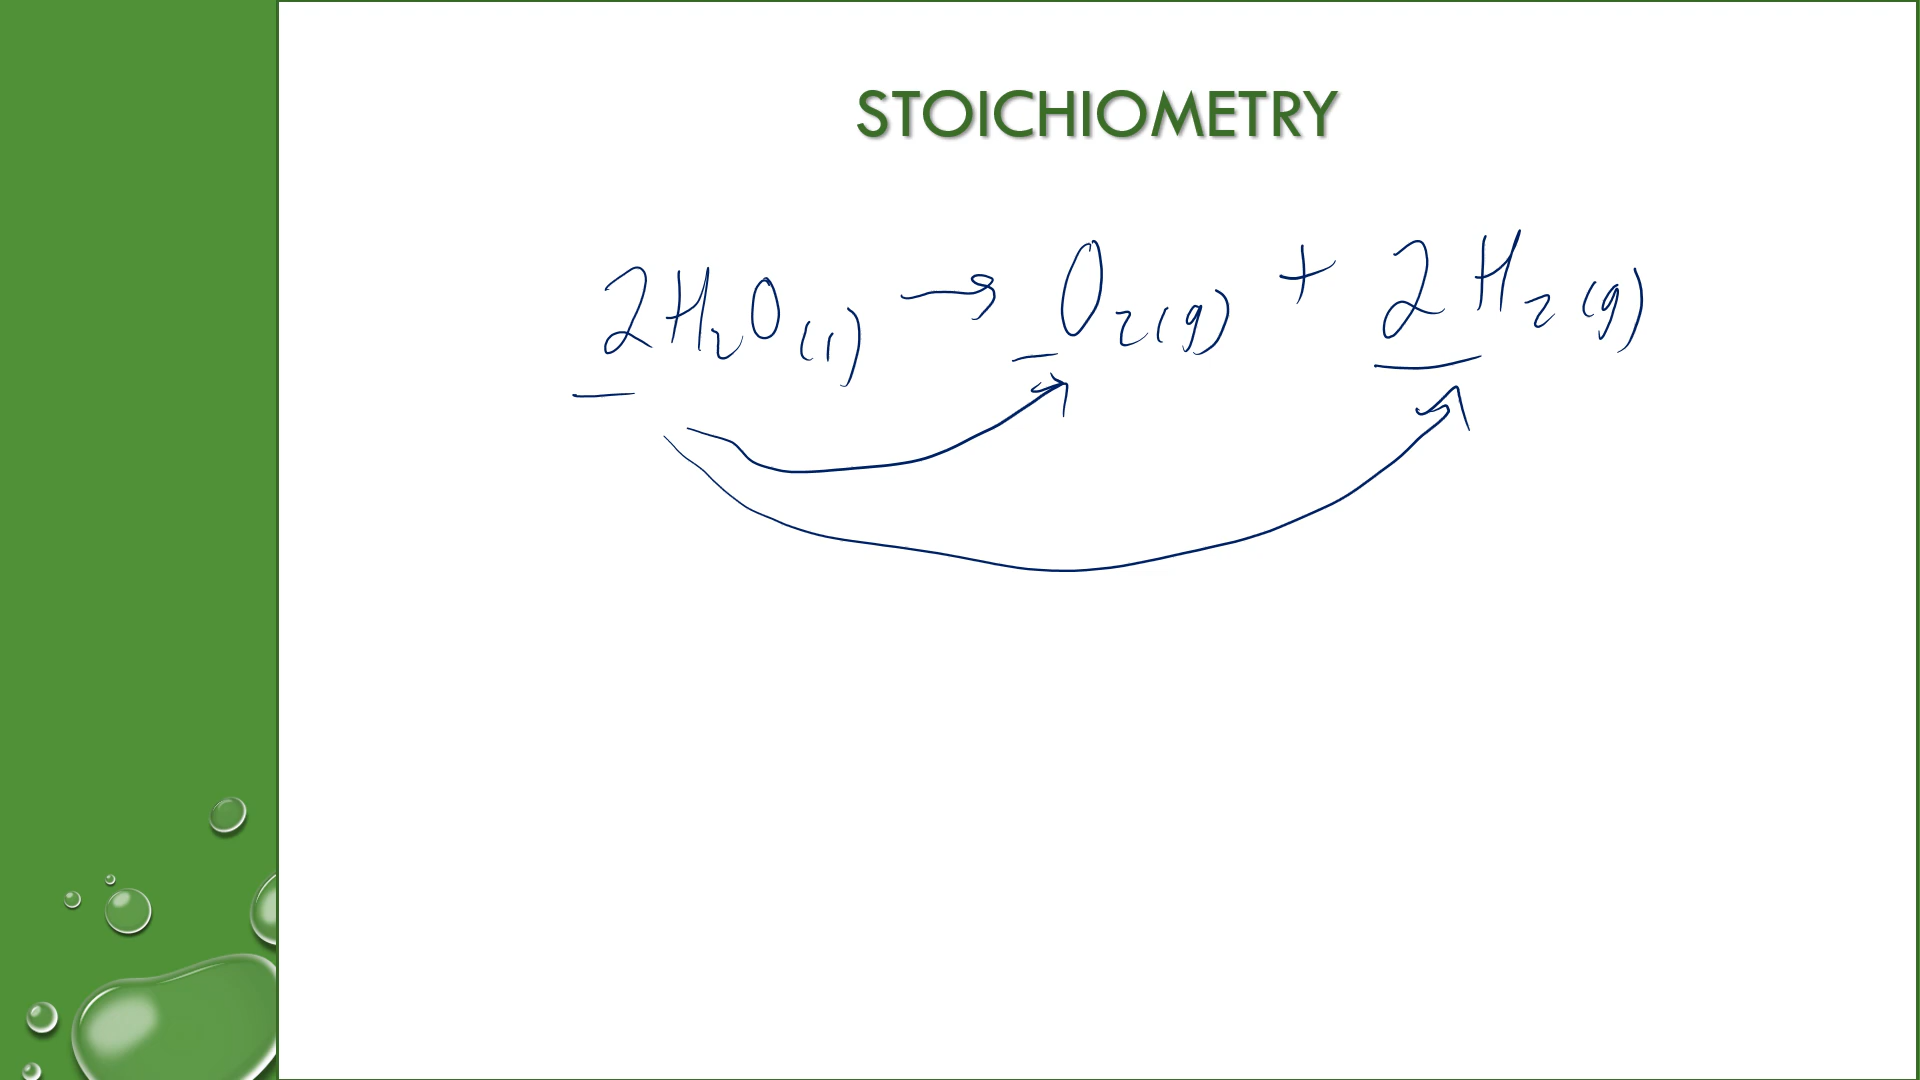 STOICHIOMETRY
2H₂O(l) → O₂(g) + 2H₂(g)